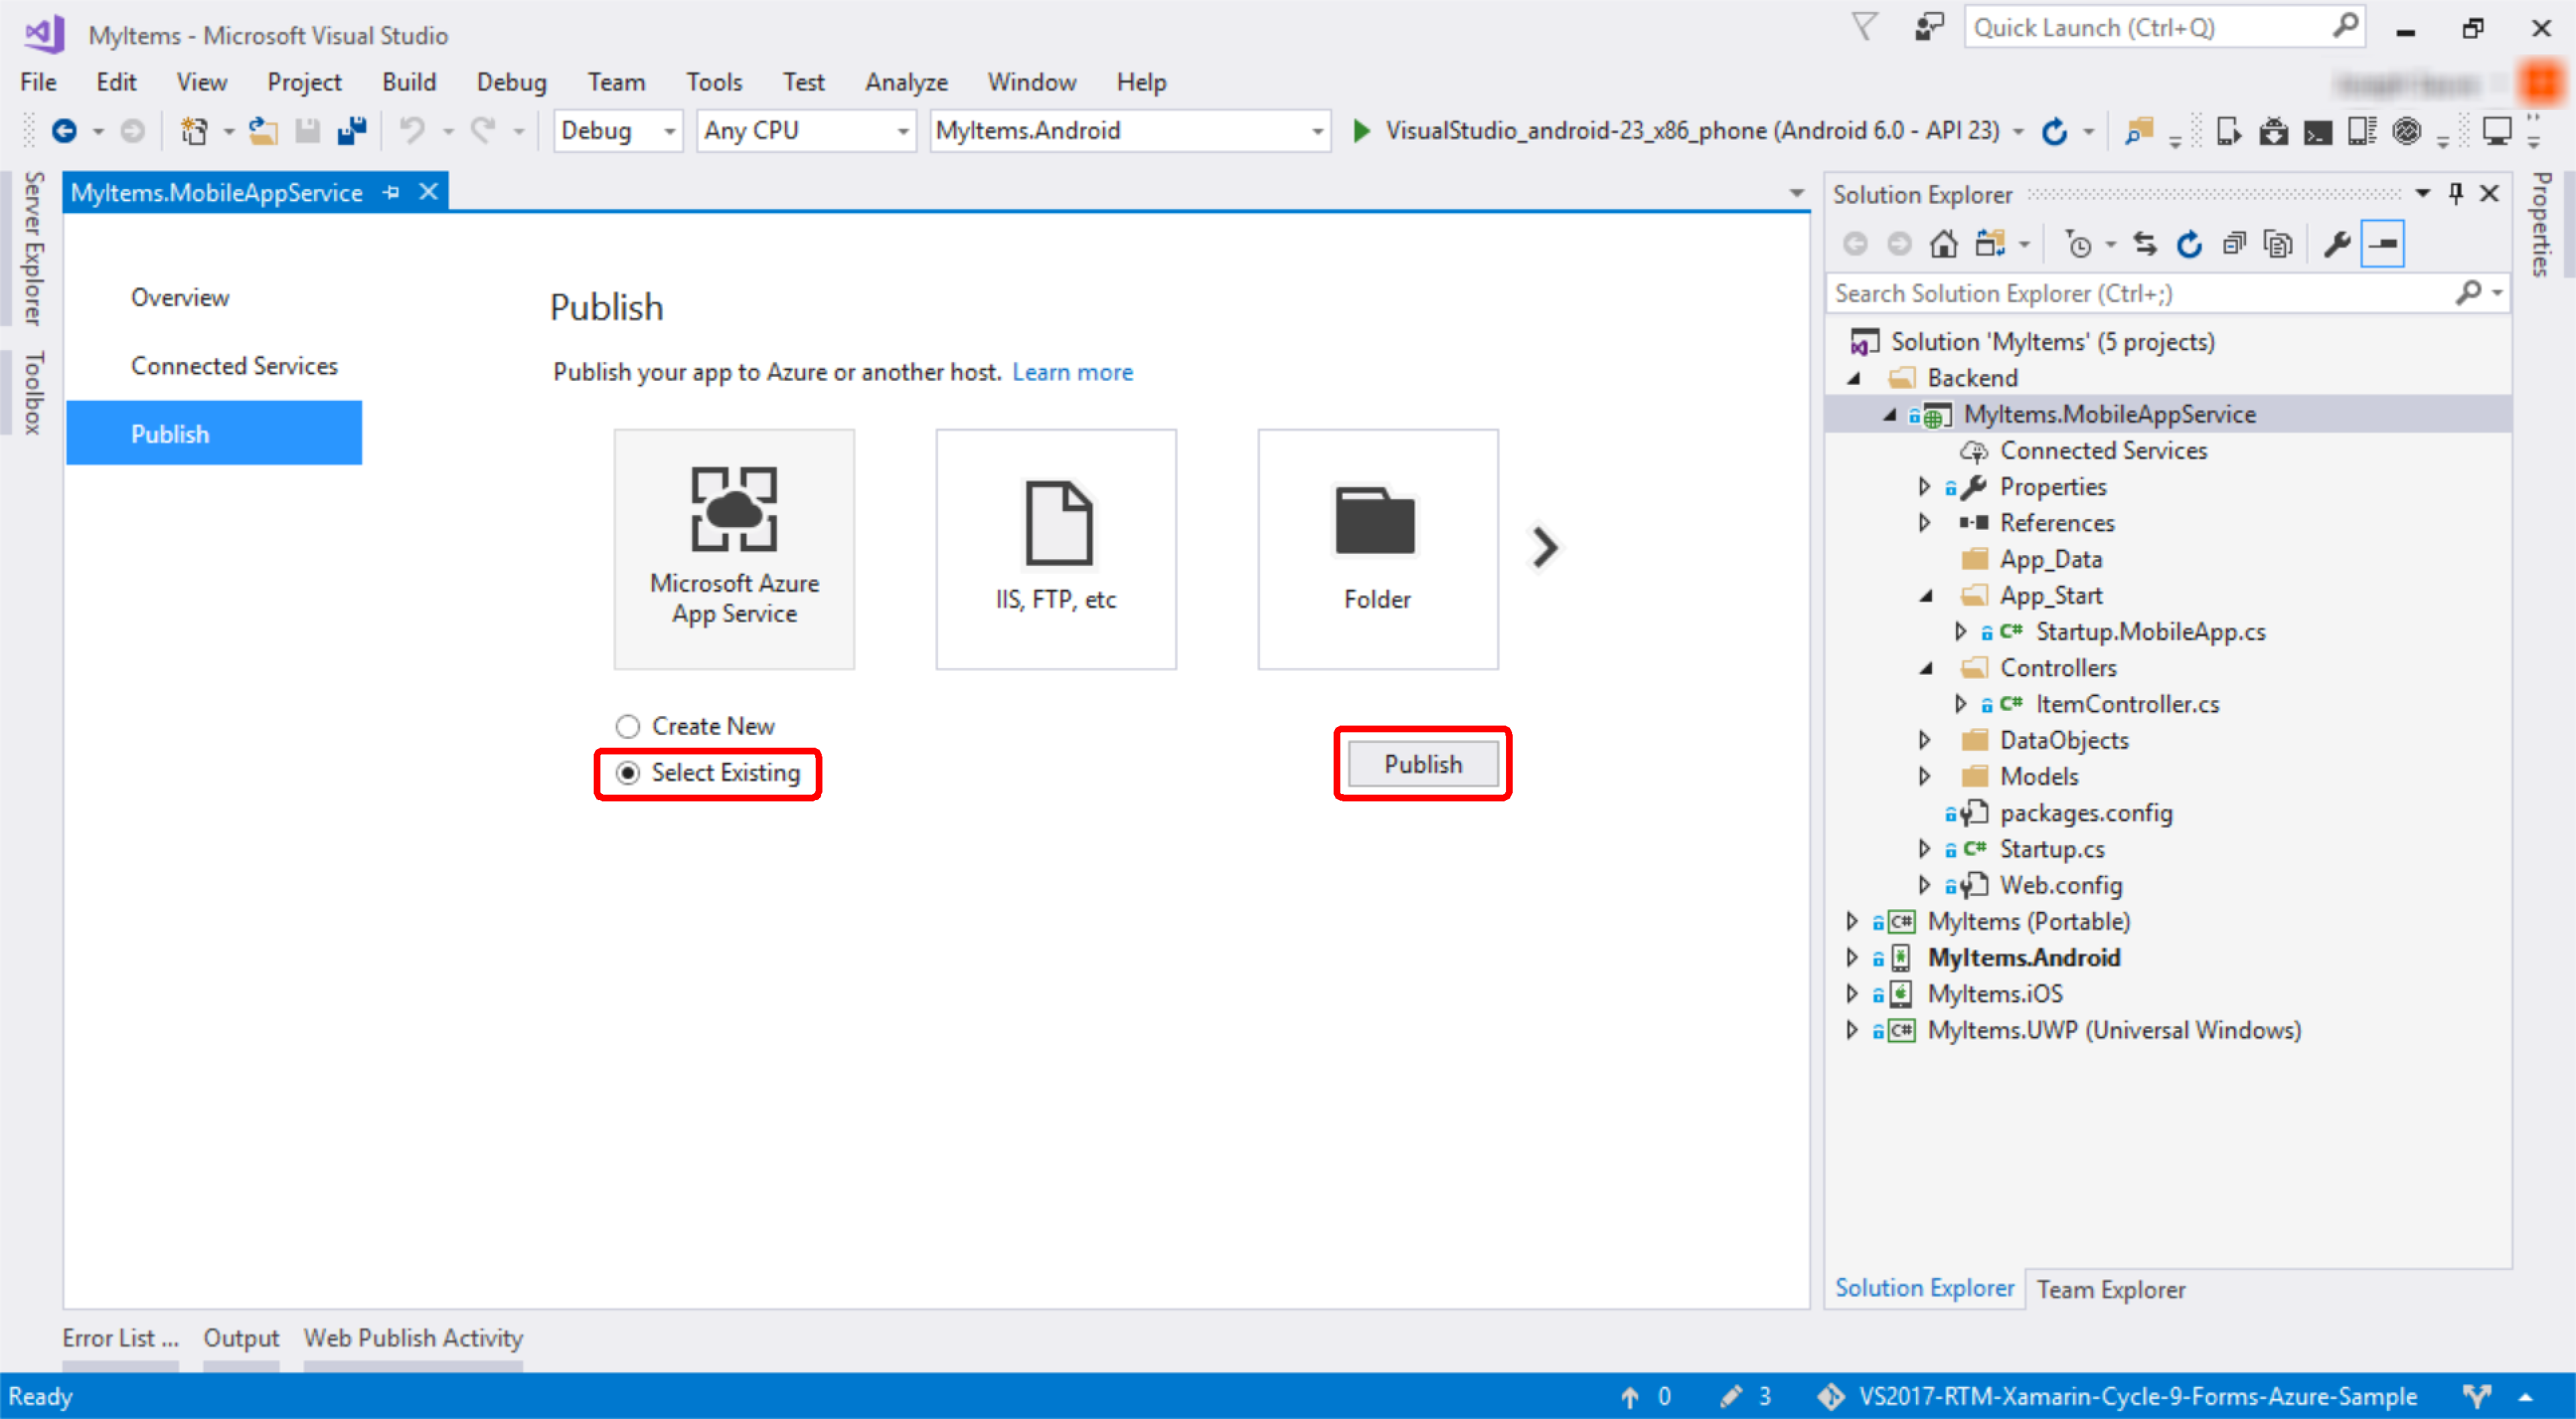 MyItems - Microsoft Visual Studio
Quick Launch (Ctrl+Q)
File Edit View Project Build Debug Team Tools Test Analyze Window Help
Debug Any CPU MyItems.Android VisualStudio_android-23_x86_phone (Android 6.0 - API 23)
Server Explorer
Toolbox
MyItems.MobileAppService
Overview
Connected Services
Publish
Publish
Publish your app to Azure or another host. Learn more
Microsoft Azure
App Service
IIS, FTP, etc
Folder
Create New
Select Existing
Publish
Solution Explorer
Search Solution Explorer (Ctrl+;)
Solution 'MyItems' (5 projects)
Backend
MyItems.MobileAppService
Connected Services
Properties
References
App_Data
App_Start
C# Startup.MobileApp.cs
Controllers
C# ItemController.cs
DataObjects
Models
packages.config
C# Startup.cs
Web.config
C# MyItems (Portable)
MyItems.Android
MyItems.iOS
C# MyItems.UWP (Universal Windows)
Solution Explorer Team Explorer
Properties
Error List ... Output Web Publish Activity
Ready 0 3 VS2017-RTM-Xamarin-Cycle-9-Forms-Azure-Sample